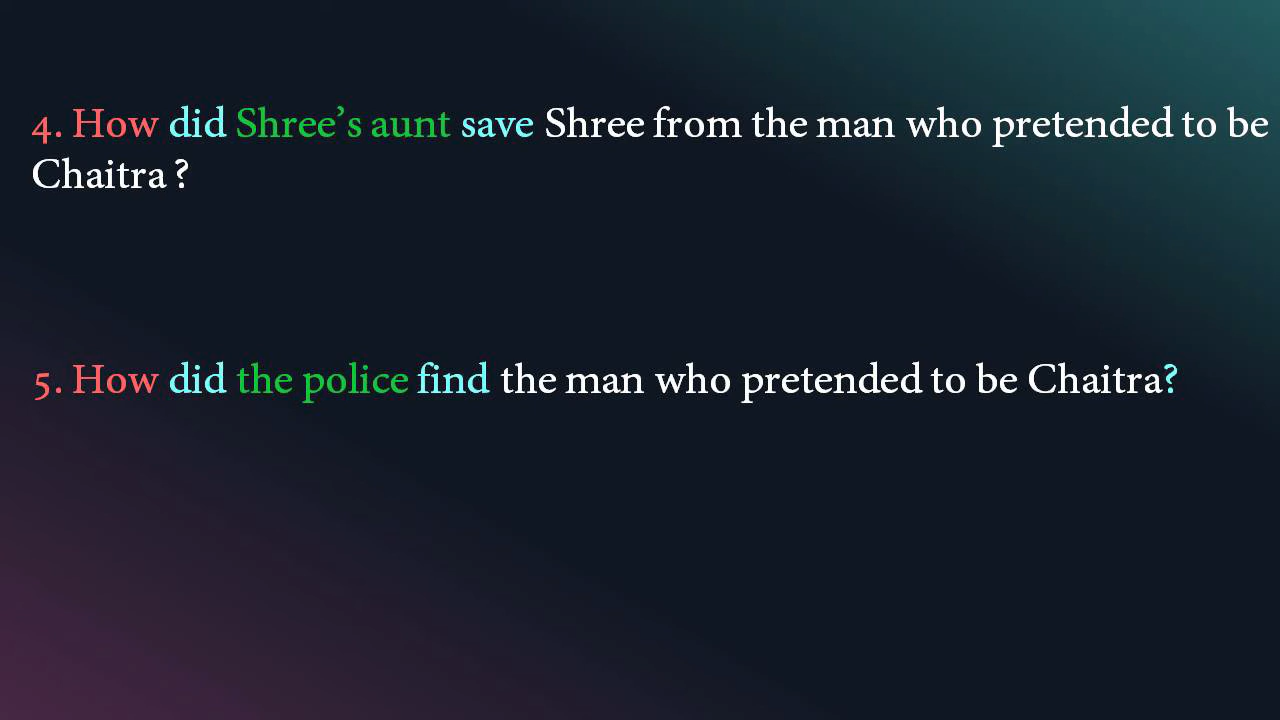 4. How did Shree’s aunt save Shree from the man who pretended to be
Chaitra ?
5. How did the police find the man who pretended to be Chaitra?